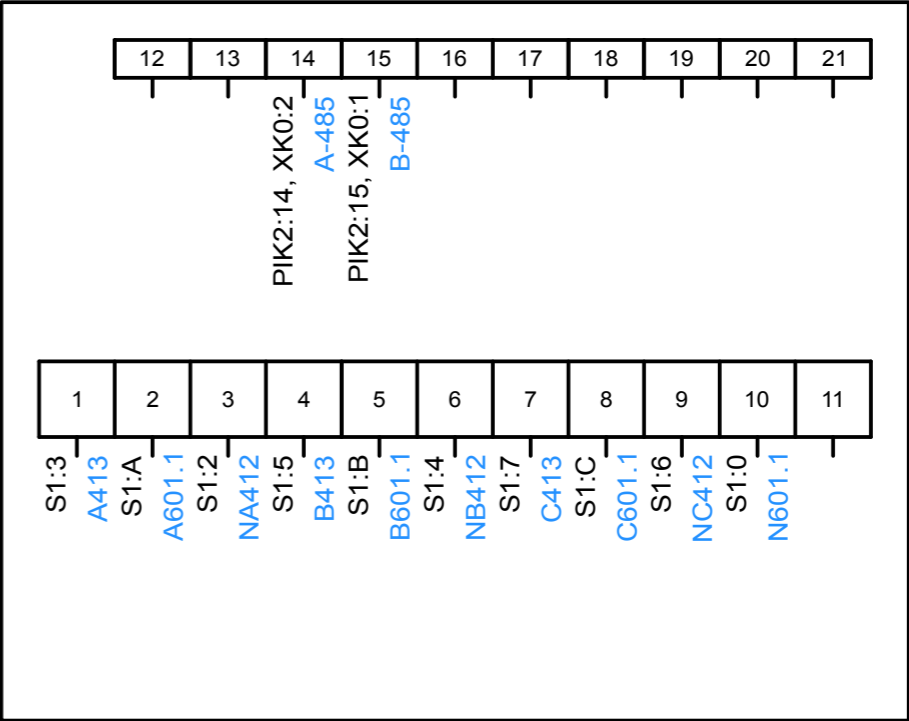 12 13 14 15 16 17 18 19 20 21
PIK2:14, XK0:2
A-485
PIK2:15, XK0:1
B-485
1 2 3 4 5 6 7 8 9 10 11
S1:3
A413
S1:A
A601.1
S1:2
NA412
S1:5
B413
S1:B
B601.1
S1:4
NB412
S1:7
C413
S1:C
C601.1
S1:6
NC412
S1:0
N601.1